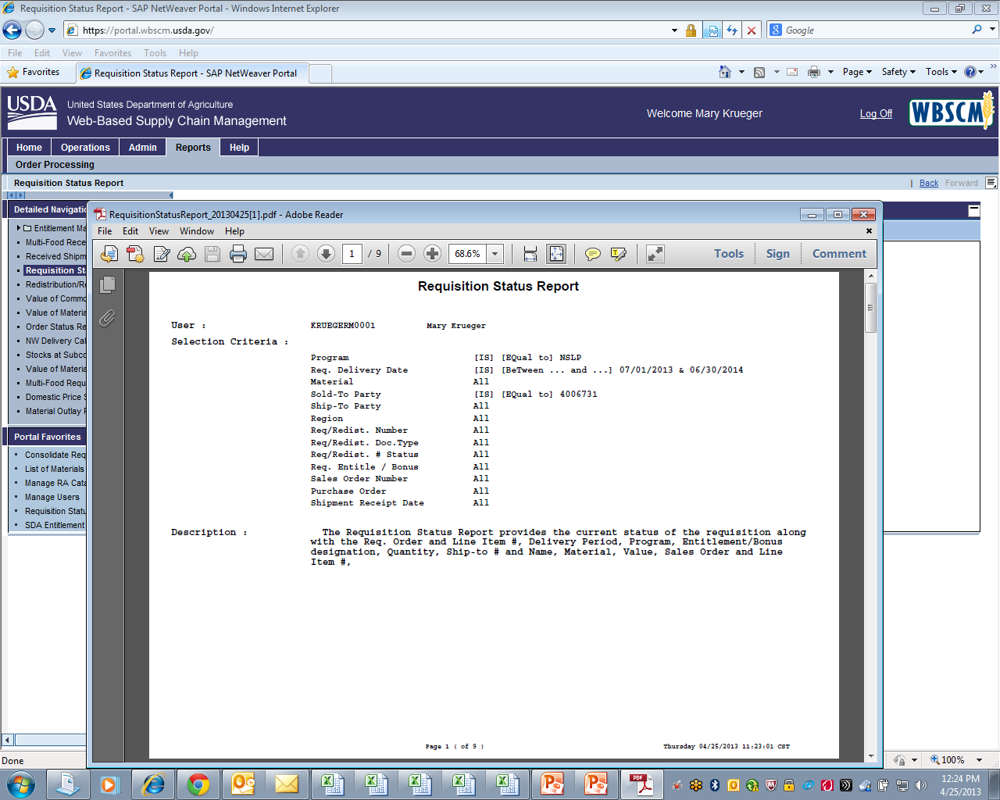 Requisition Status Report - SAP NetWeaver Portal - Windows Internet Explorer
https://portal.wbscm.usda.gov/
Google
File Edit View Favorites Tools Help
Favorites
Requisition Status Report - SAP NetWeaver Portal
Page Safety Tools
USDA
United States Department of Agriculture
Web-Based Supply Chain Management
Welcome Mary Krueger
Log Off
WBSCM
Home Operations Admin Reports Help
Order Processing
Requisition Status Report
Back Forward
Detailed Navigatio
Entitlement Ma
Multi-Food Rece
Received Shipm
Requisition St
Redistribution/R
Value of Commo
Value of Materia
Order Status Re
NW Delivery Cal
Stocks at Subco
Value of Materia
Multi-Food Requ
Domestic Price S
Material Outlay R
Portal Favorites
Consolidate Req
List of Materials
Manage RA Cata
Manage Users
Requisition Statu
SDA Entitlement
RequisitionStatusReport_20130425[1].pdf - Adobe Reader
File Edit View Window Help
1 / 9
68.6%
Tools Sign Comment
Requisition Status Report
User : KRUEGERM0001 Mary Krueger
Selection Criteria :
Program [IS] [EQual to] NSLP
Req. Delivery Date [IS] [BeTween ... and ...] 07/01/2013 & 06/30/2014
Material All
Sold-To Party [IS] [EQual to] 4006731
Ship-To Party All
Region All
Req/Redist. Number All
Req/Redist. Doc.Type All
Req/Redist. # Status All
Req. Entitle / Bonus All
Sales Order Number All
Purchase Order All
Shipment Receipt Date All
Description : The Requisition Status Report provides the current status of the requisition along
with the Req. Order and Line Item #, Delivery Period, Program, Entitlement/Bonus
designation, Quantity, Ship-to # and Name, Material, Value, Sales Order and Line
Item #,
Page 1 ( of 9 )
Thursday 04/25/2013 11:23:01 CST
Done
100%
12:24 PM
4/25/2013